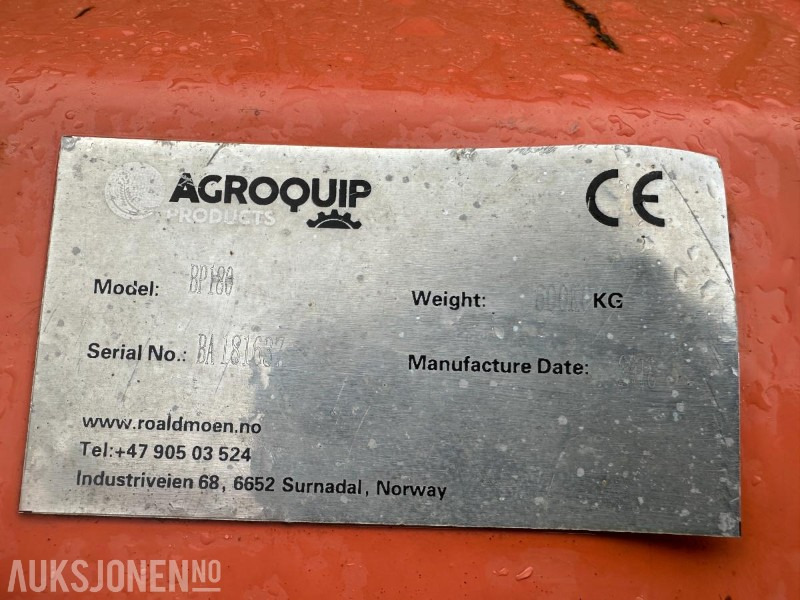 AGROQUIP
PRODUCTS
CE
Model: BP180
Weight: KG
Serial No.:
Manufacture Date:
www.roaldmoen.no
Tel:+47 905 03 524
Industriveien 68, 6652 Surnadal, Norway
AUKSJONEN.NO